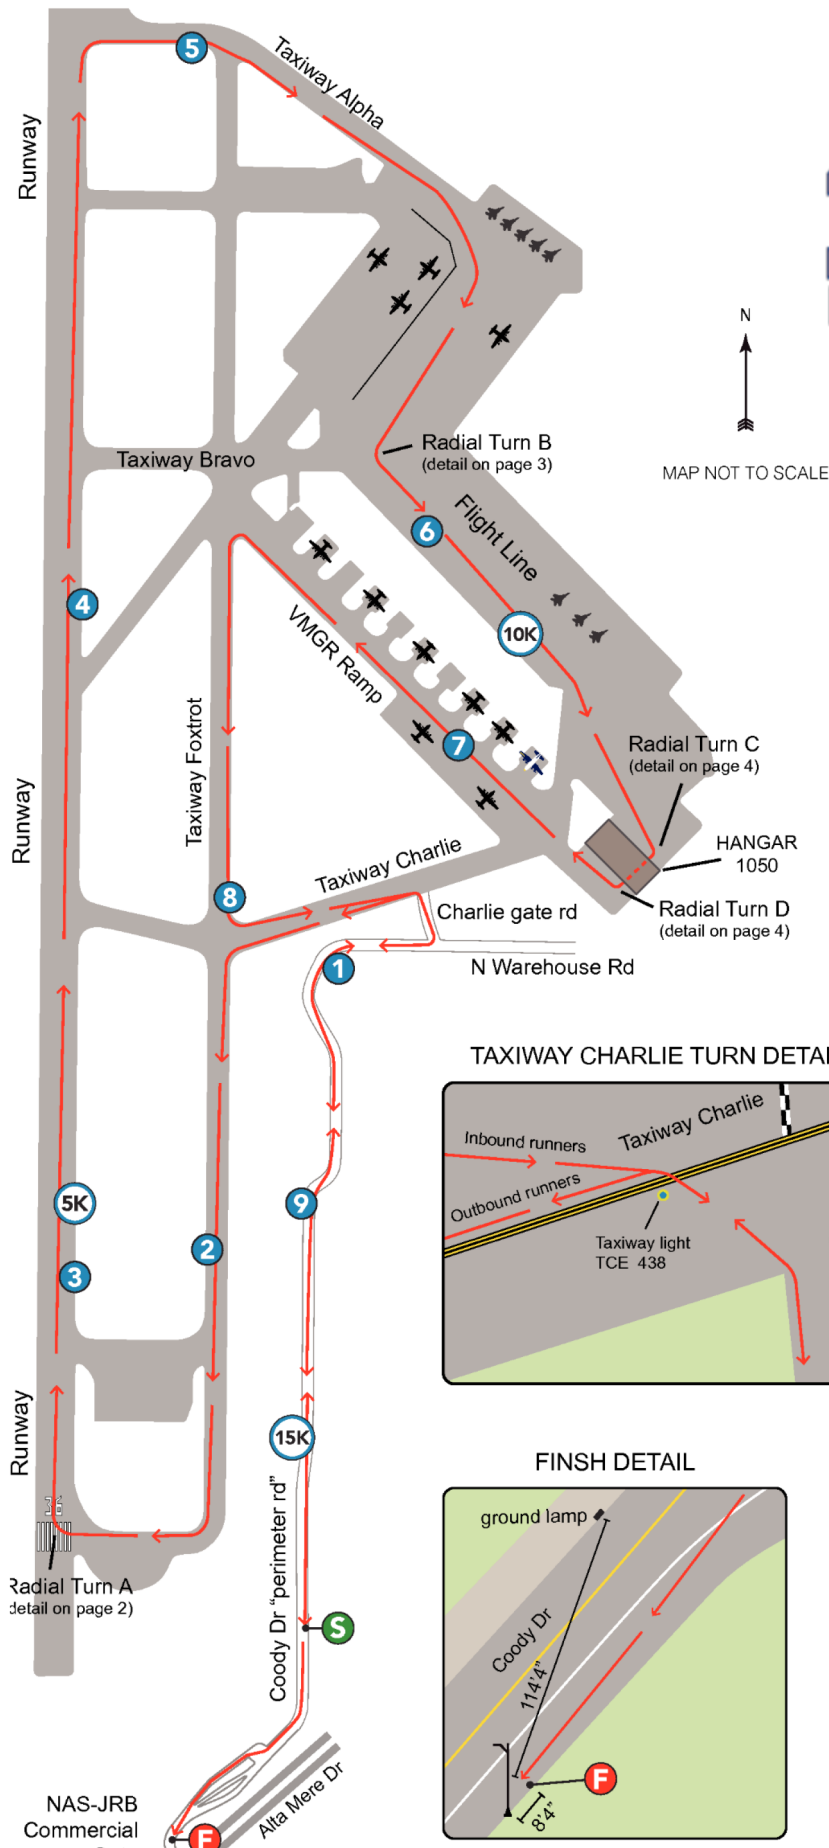 5
Taxiway Alpha
Runway
N
MAP NOT TO SCALE
Radial Turn B
(detail on page 3)
Taxiway Bravo
6
Flight Line
4
10K
VMGR Ramp
Taxiway Foxtrot
7
Radial Turn C
(detail on page 4)
Runway
HANGAR
1050
Taxiway Charlie
8
Charlie gate rd
Radial Turn D
(detail on page 4)
1
N Warehouse Rd
TAXIWAY CHARLIE TURN DETAI
Inbound runners
Taxiway Charlie
Outbound runners
Taxiway light
TCE 438
5K
9
2
3
Runway
15K
Coody Dr "perimeter rd"
36
Radial Turn A
detail on page 2)
S
FINSH DETAIL
ground lamp
Coody Dr
114'4"
F
8'4"
Alta Mere Dr
NAS-JRB
Commercial
F